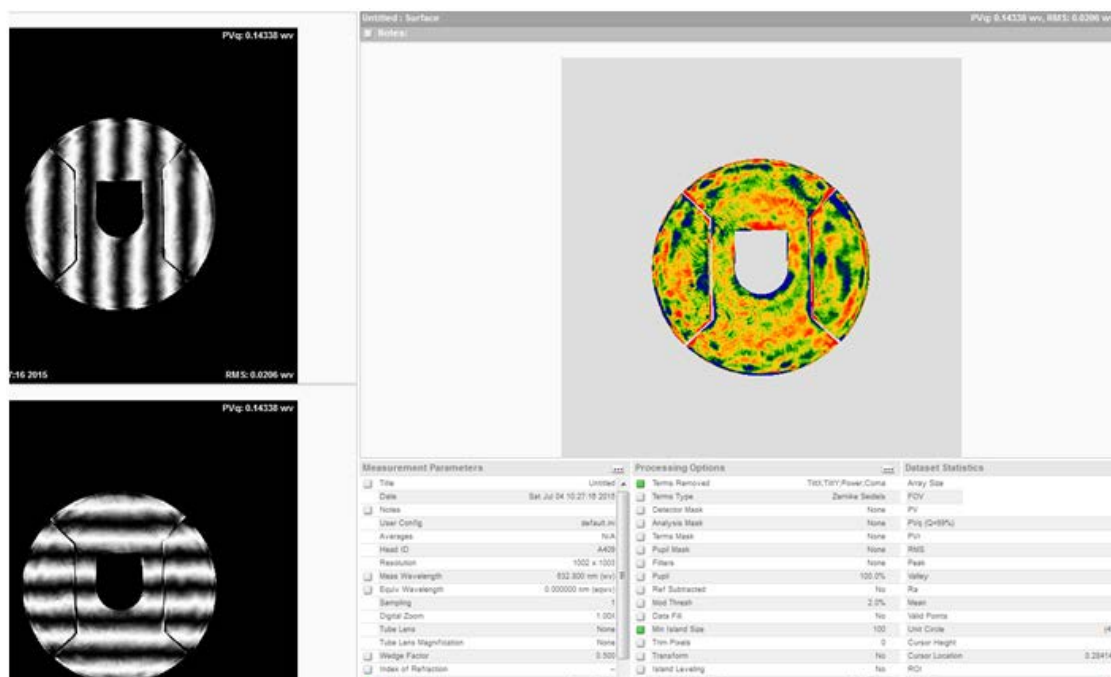 PVq: 0.14338 wv
:16 2015
RMS: 0.0206 wv
PVq: 0.14338 wv
Untitled : Surface
PVq: 0.14338 wv, RMS: 0.0206 wv
Notes:
Measurement Parameters
Title Untitled
Date Sat Jul 04 10:27:16 2015
Notes
User Config default.ini
Averages N/A
Head ID A409
Resolution 1002 x 1003
Meas Wavelength 632.800 nm (wv)
Equiv Wavelength 0.000000 nm (eqwv)
Sampling 1
Digital Zoom 1.00X
Tube Lens None
Tube Lens Magnification None
Wedge Factor 0.500
Index of Refraction --
Processing Options
Terms Removed TiltX,TiltY,Power,Coma
Terms Type Zernike Seidels
Detector Mask None
Analysis Mask None
Terms Mask None
Pupil Mask None
Filters None
Pupil 100.0%
Ref Subtracted No
Mod Thresh 2.0%
Data Fill No
Min Island Size 100
Trim Pixels 0
Transform No
Island Leveling No
Dataset Statistics
Array Size
FOV
PV
PVq (Q=99%)
PVr
RMS
Peak
Valley
Ra
Mean
Valid Points
Unit Circle (4
Cursor Height
Cursor Location 0.28414
ROI